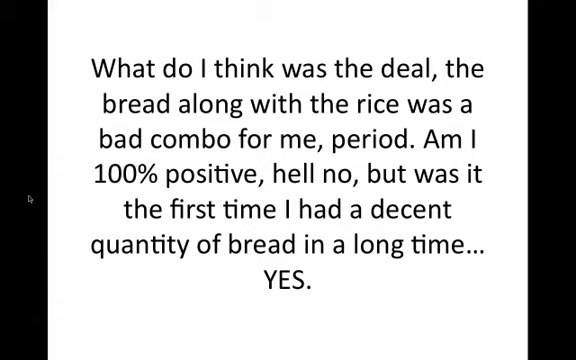 What do I think was the deal, the
bread along with the rice was a
bad combo for me, period. Am I
100% positive, hell no, but was it
the first time I had a decent
quantity of bread in a long time…
YES.